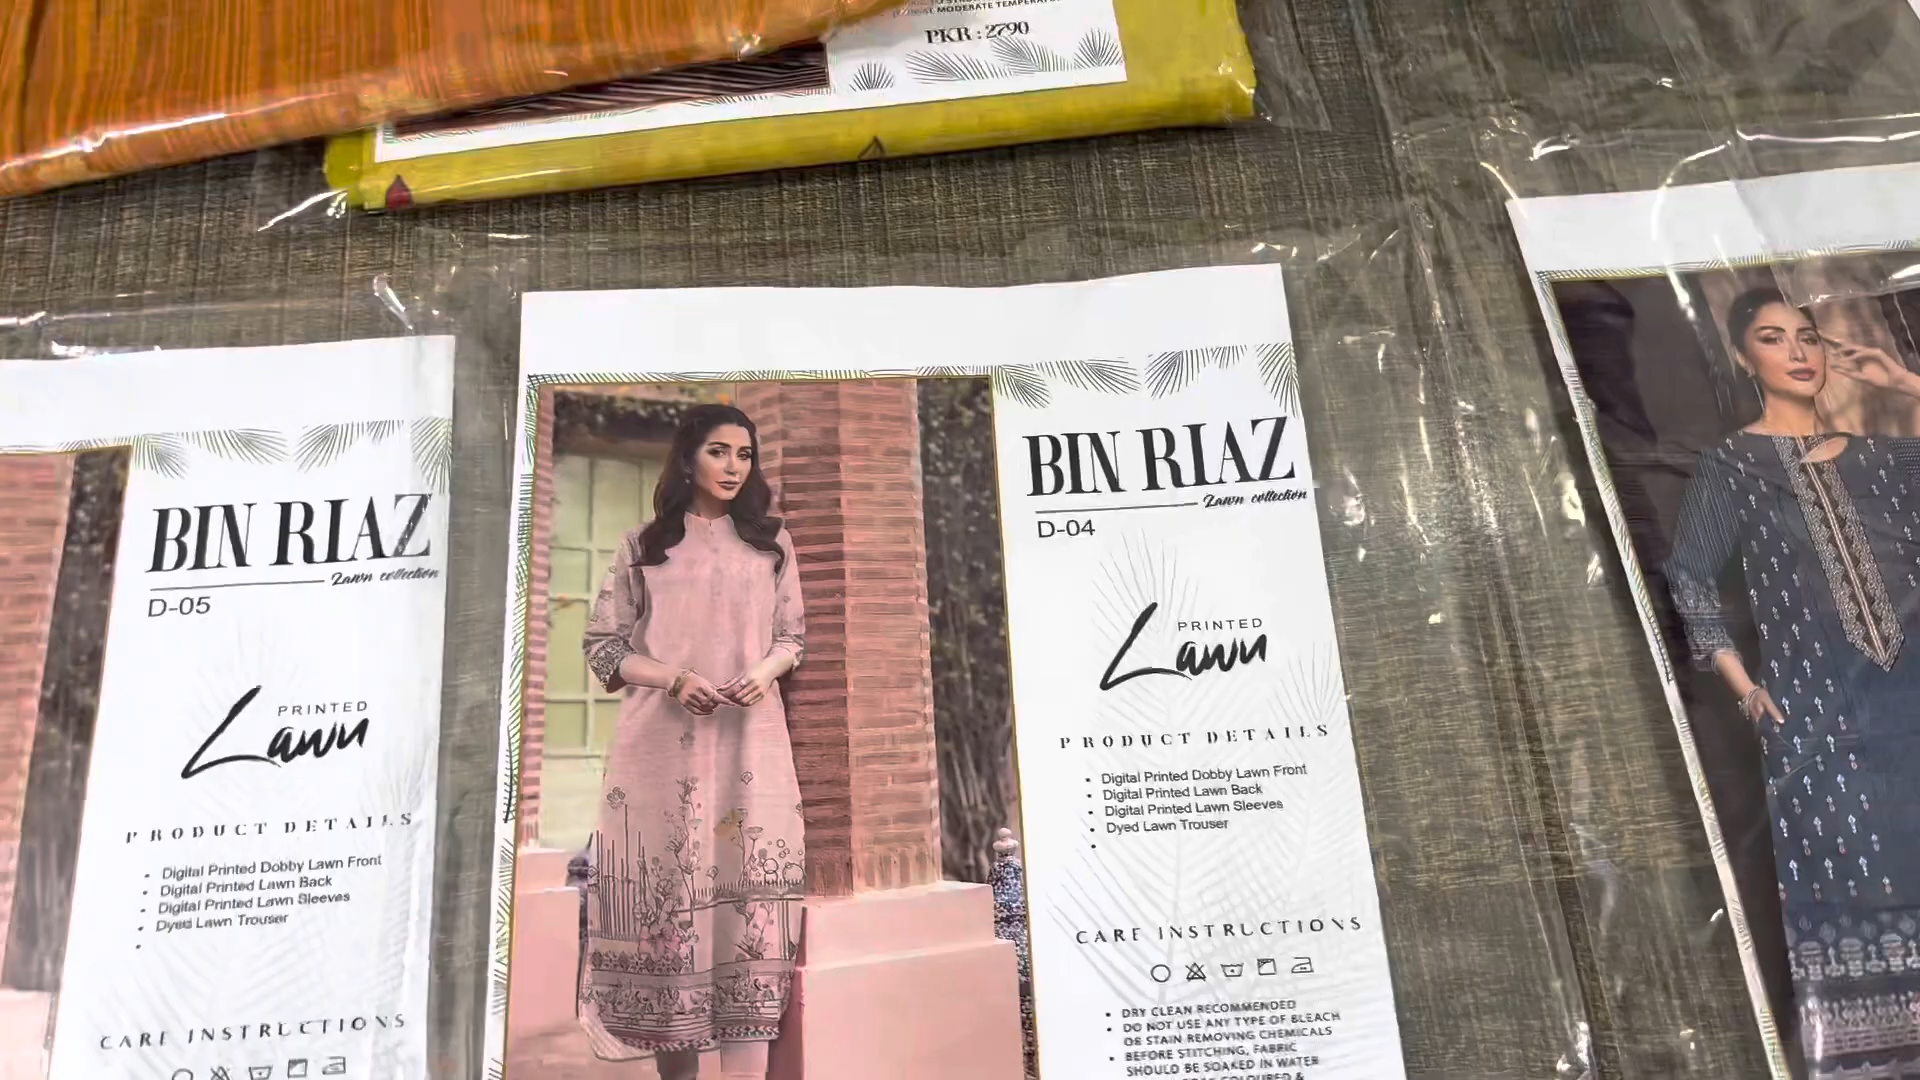 MODERATE TEMPERATURE
PKR : 2790
BIN RIAZ
Lawn collection
D-05
PRINTED
Lawn
PRODUCT DETAILS
• Digital Printed Dobby Lawn Front
• Digital Printed Lawn Back
• Digital Printed Lawn Sleeves
• Dyed Lawn Trouser
•
CARE INSTRUCTIONS
BIN RIAZ
Lawn collection
D-04
PRINTED
Lawn
PRODUCT DETAILS
• Digital Printed Dobby Lawn Front
• Digital Printed Lawn Back
• Digital Printed Lawn Sleeves
• Dyed Lawn Trouser
•
CARE INSTRUCTIONS
• DRY CLEAN RECOMMENDED
• DO NOT USE ANY TYPE OF BLEACH
OR STAIN REMOVING CHEMICALS
• BEFORE STITCHING, FABRIC
SHOULD BE SOAKED IN WATER
COLOURED &